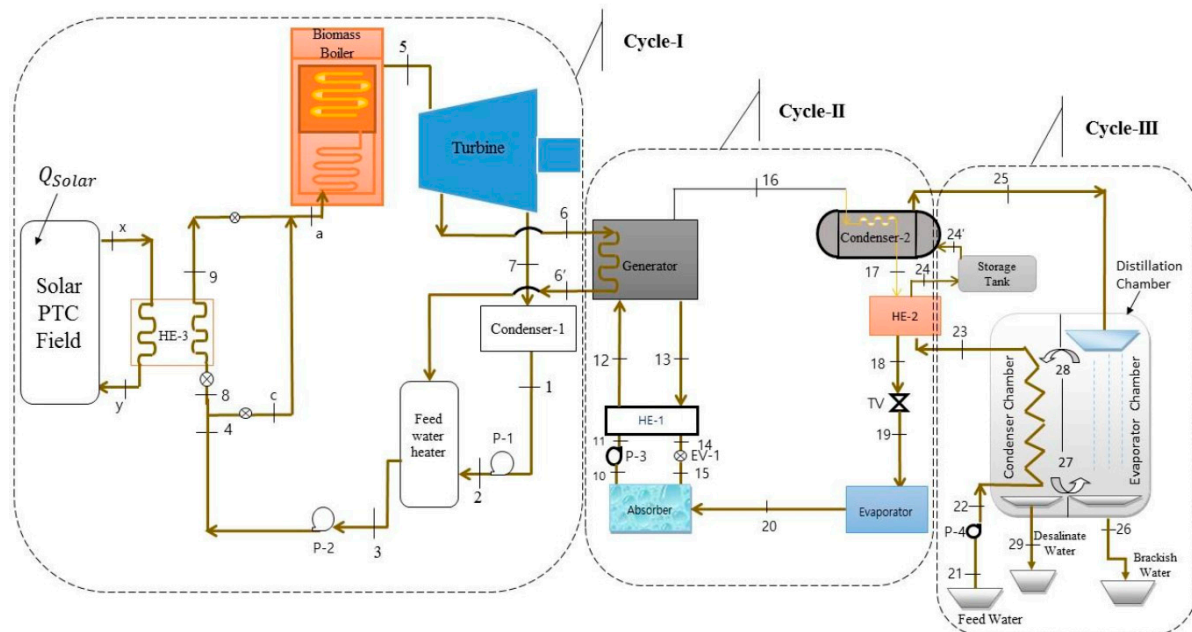 Cycle-I
Biomass
Boiler
5
Turbine
Q_Solar
Solar
PTC
Field
x
y
HE-3
9
8
4
a
c
6
7
6′
Condenser-1
1
Feed
water
heater
P-1
2
P-2
3
Cycle-II
16
Generator
Condenser-2
17
HE-2
12
13
18
HE-1
TV
11
14
P-3
EV-1
10
15
19
Absorber
20
Evaporator
Cycle-III
25
24′
24
Storage
Tank
Distillation
Chamber
23
28
Condenser Chamber
Evaporator Chamber
27
22
P-4
29
Desalinate
Water
26
21
Brackish
Water
Feed Water